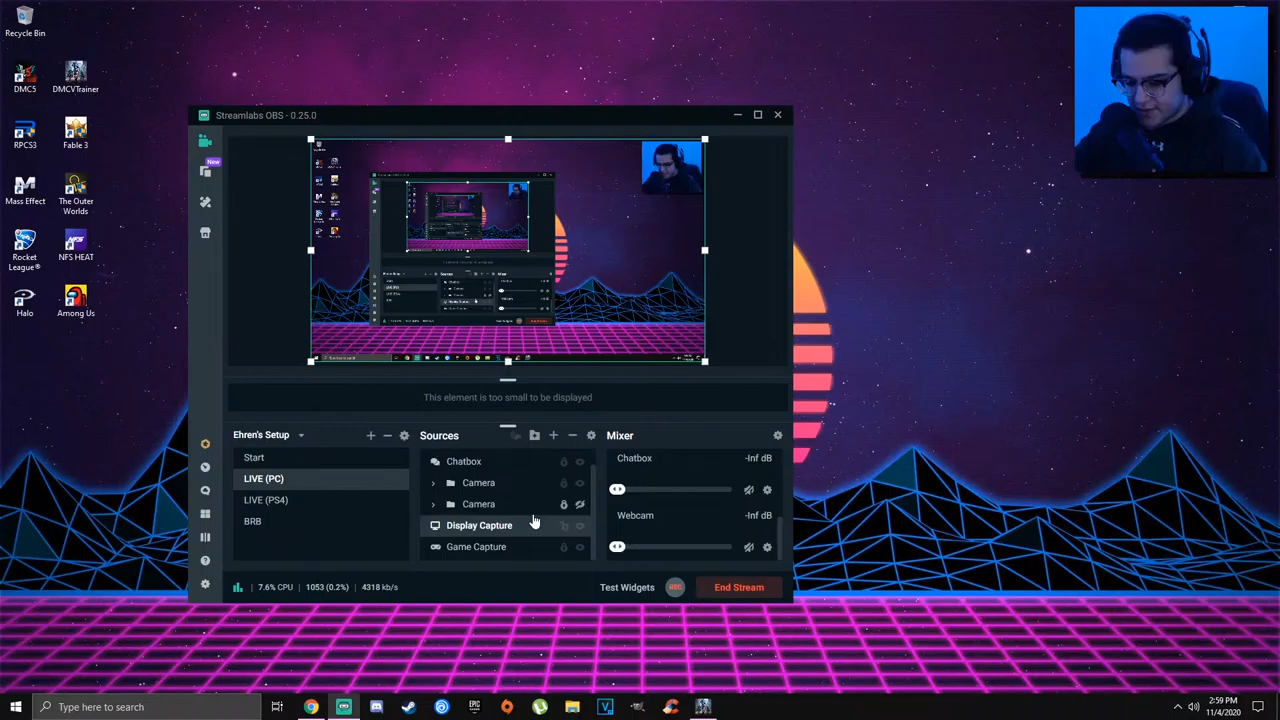 Recycle Bin
DMC5
DMCVTrainer
RPCS3
Fable 3
Mass Effect
The Outer
Worlds
Rocket
League®
NFS HEAT
Halo
Among Us
Streamlabs OBS - 0.25.0
New
This element is too small to be displayed
Ehren's Setup
Sources
Mixer
Start
LIVE (PC)
LIVE (PS4)
BRB
Chatbox
Camera
Camera
Display Capture
Game Capture
Chatbox
-Inf dB
Webcam
-Inf dB
7.6% CPU
1053 (0.2%)
4318 kb/s
Test Widgets
REC
End Stream
Type here to search
EPIC
2:59 PM
11/4/2020